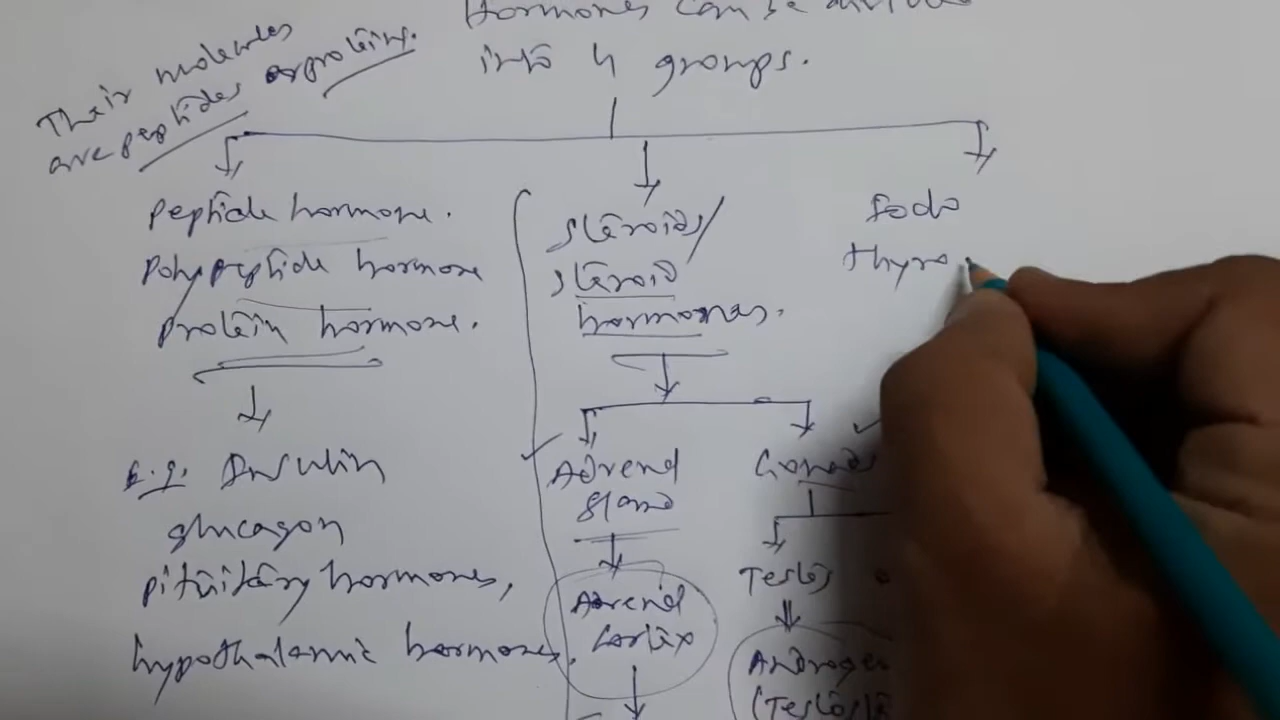 Hormones can be divided
into 4 groups.
Their molecules
are peptides or proteins.
Peptide hormone.
Polypeptide hormone
Protein hormone.
E.g. Insulin
glucagon
pituitary hormones,
hypothalamic hormones.
Steroids/
steroid
hormones.
Adrenal
gland
Adrenal
cortex
Gonads
Testis
Androgen
(Testoste
Iodo
thyro